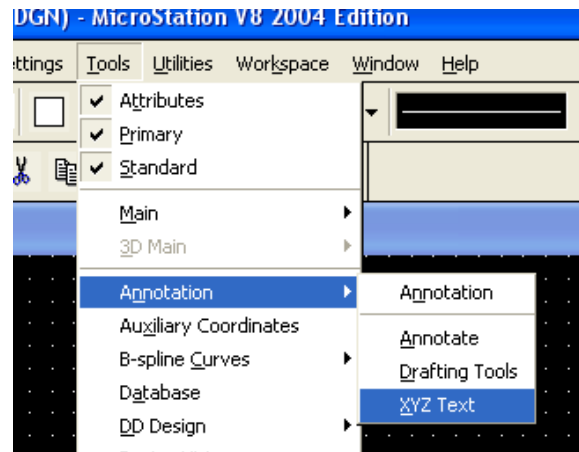 DGN) - MicroStation V8 2004 Edition
ttings Tools Utilities Workspace Window Help
Attributes
Primary
Standard
Main
3D Main
Annotation
Auxiliary Coordinates
B-spline Curves
Database
DD Design
Annotation
Annotate
Drafting Tools
XYZ Text